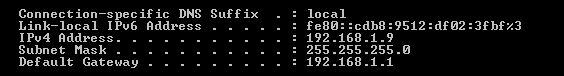 Connection-specific DNS Suffix  . : local
Link-local IPv6 Address . . . . . : fe80::cdb8:9512:df02:3fbf%3
IPv4 Address. . . . . . . . . . . : 192.168.1.9
Subnet Mask . . . . . . . . . . . : 255.255.255.0
Default Gateway . . . . . . . . . : 192.168.1.1